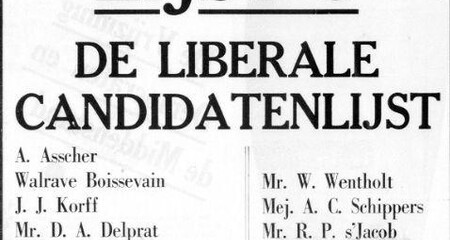 DE LIBERALE
CANDIDATENLIJST
A. Asscher
Walrave Boissevain
J. J. Korff
Mr. D. A. Delprat
Mr. W. Wentholt
Mej. A. C. Schippers
Mr. R. P. s'Jacob